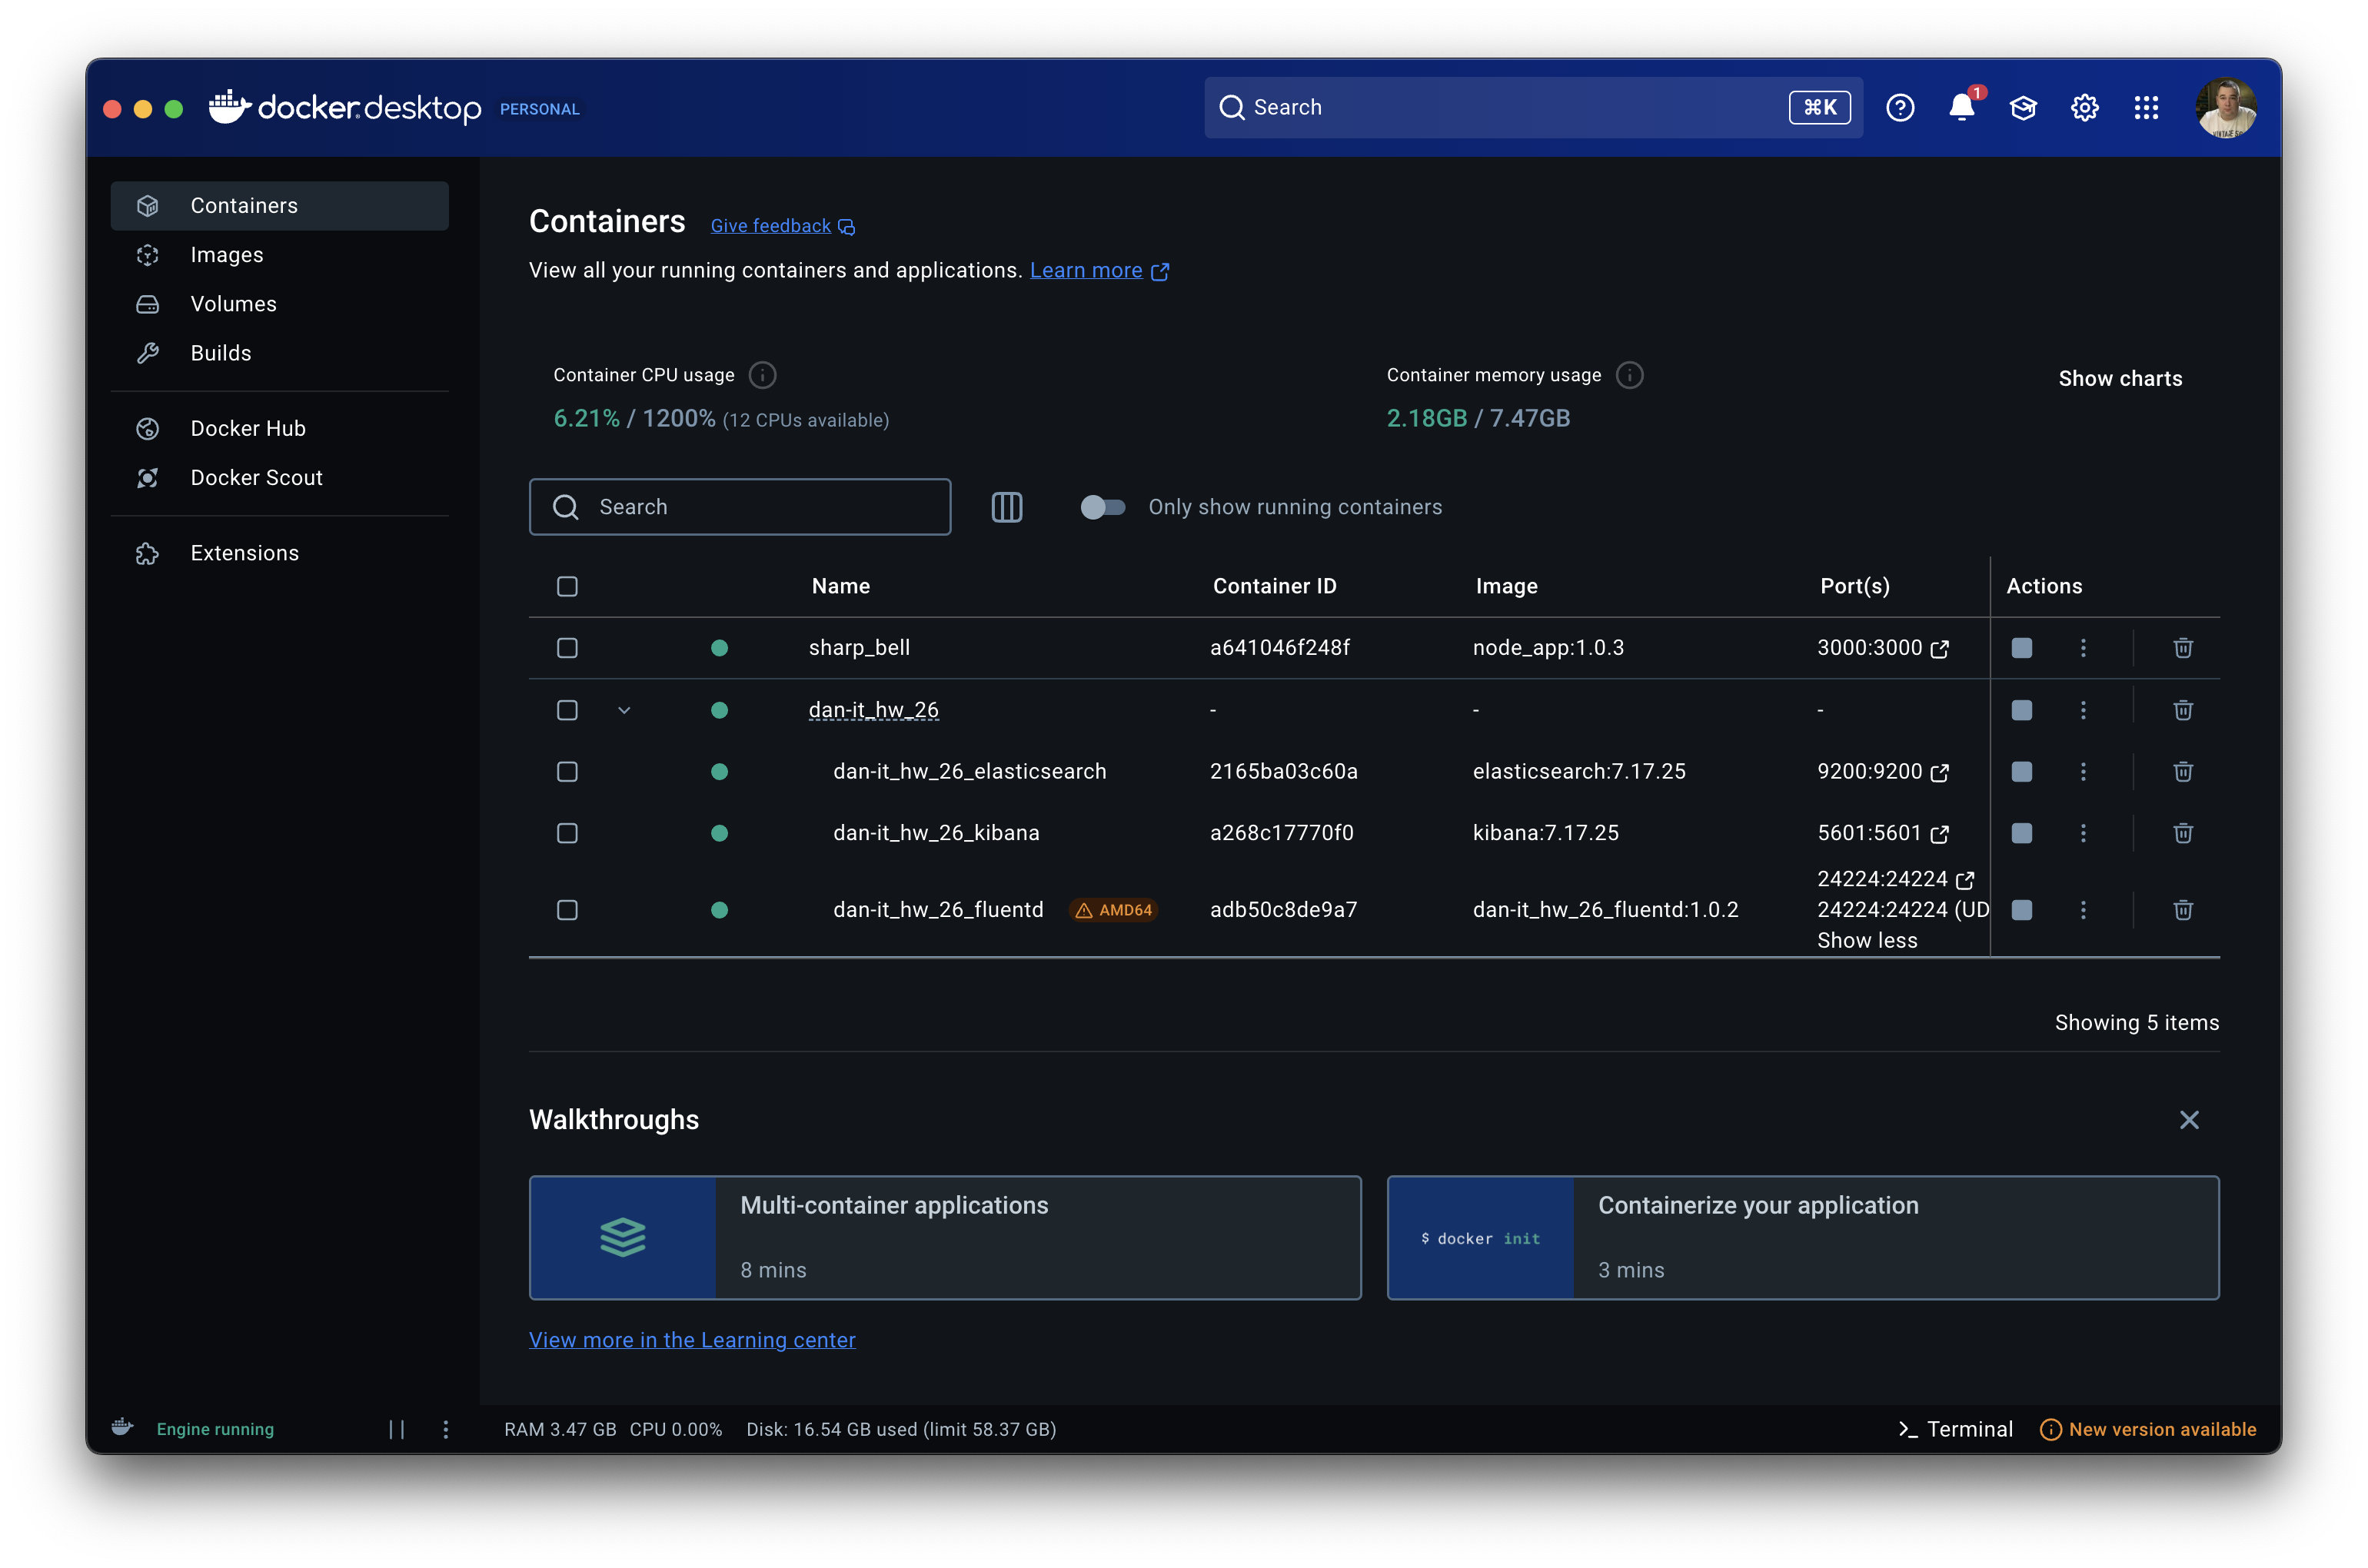 docker desktop PERSONAL
Search ⌘K
1
Containers
Images
Volumes
Builds
Docker Hub
Docker Scout
Extensions
Containers Give feedback
View all your running containers and applications. Learn more
Container CPU usage
6.21% / 1200% (12 CPUs available)
Container memory usage
2.18GB / 7.47GB
Show charts
Search
Only show running containers
Name Container ID Image Port(s) Actions
sharp_bell a641046f248f node_app:1.0.3 3000:3000
dan-it_hw_26 - - -
dan-it_hw_26_elasticsearch 2165ba03c60a elasticsearch:7.17.25 9200:9200
dan-it_hw_26_kibana a268c17770f0 kibana:7.17.25 5601:5601
24224:24224
dan-it_hw_26_fluentd AMD64 adb50c8de9a7 dan-it_hw_26_fluentd:1.0.2 24224:24224 (UD
Show less
Showing 5 items
Walkthroughs
Multi-container applications
8 mins
$ docker init
Containerize your application
3 mins
View more in the Learning center
Engine running
RAM 3.47 GB CPU 0.00% Disk: 16.54 GB used (limit 58.37 GB)
Terminal
New version available